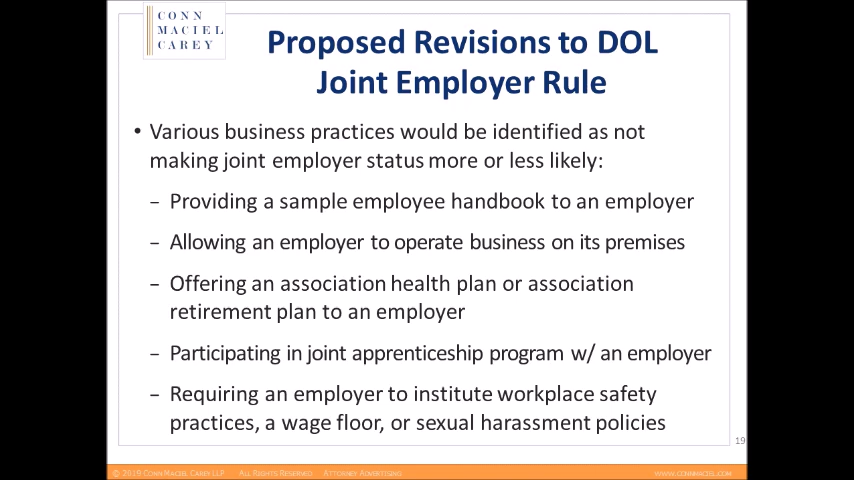 CONN
MACIEL
CAREY
Proposed Revisions to DOL
Joint Employer Rule
• Various business practices would be identified as not
making joint employer status more or less likely:
– Providing a sample employee handbook to an employer
– Allowing an employer to operate business on its premises
– Offering an association health plan or association
retirement plan to an employer
– Participating in joint apprenticeship program w/ an employer
– Requiring an employer to institute workplace safety
practices, a wage floor, or sexual harassment policies
19
© 2019 CONN MACIEL CAREY LLP ALL RIGHTS RESERVED ATTORNEY ADVERTISING WWW.CONNMACIEL.COM